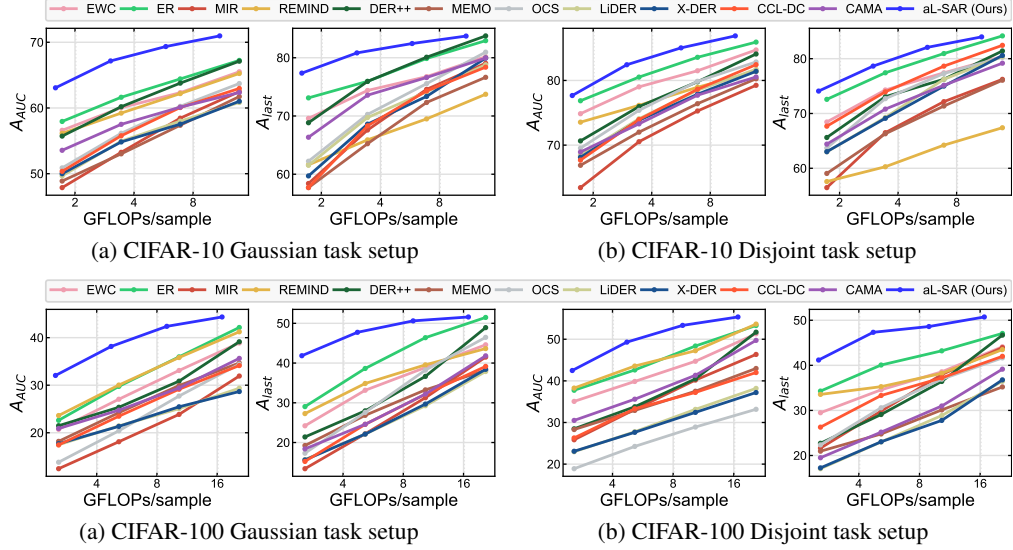 EWC ER MIR REMIND DER++ MEMO OCS LiDER X-DER CCL-DC CAMA aL-SAR (Ours)
A_AUC
70
60
50
2 4 8
GFLOPs/sample
A_last
80
70
60
2 4 8
GFLOPs/sample
(a) CIFAR-10 Gaussian task setup
A_AUC
80
70
2 4 8
GFLOPs/sample
A_last
80
70
60
2 4 8
GFLOPs/sample
(b) CIFAR-10 Disjoint task setup
EWC ER MIR REMIND DER++ MEMO OCS LiDER X-DER CCL-DC CAMA aL-SAR (Ours)
A_AUC
40
30
20
4 8 16
GFLOPs/sample
A_last
50
40
30
20
4 8 16
GFLOPs/sample
(a) CIFAR-100 Gaussian task setup
A_AUC
50
40
30
20
4 8 16
GFLOPs/sample
A_last
50
40
30
20
4 8 16
GFLOPs/sample
(b) CIFAR-100 Disjoint task setup